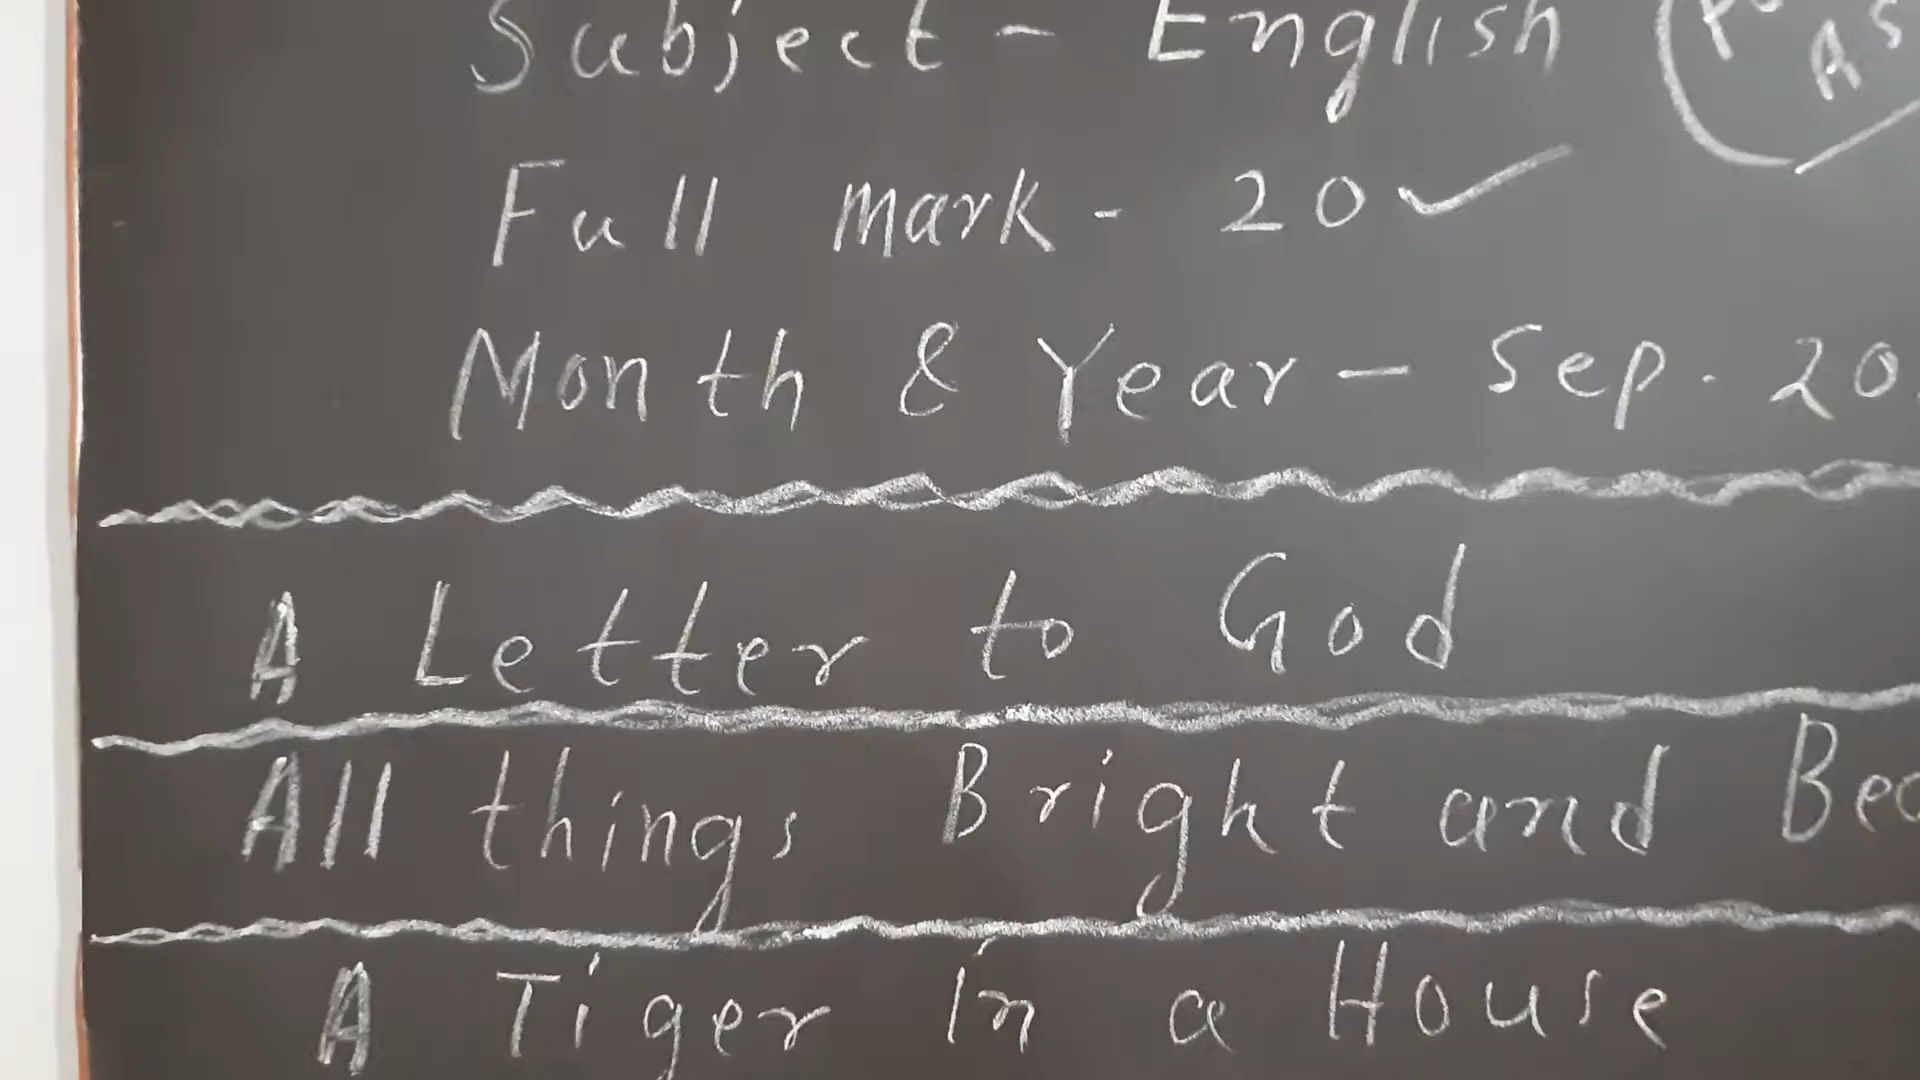 Subject - English
Full mark - 20 ✓
Month & Year - Sep. 20
A Letter to God
All things Bright and
A Tiger in a House